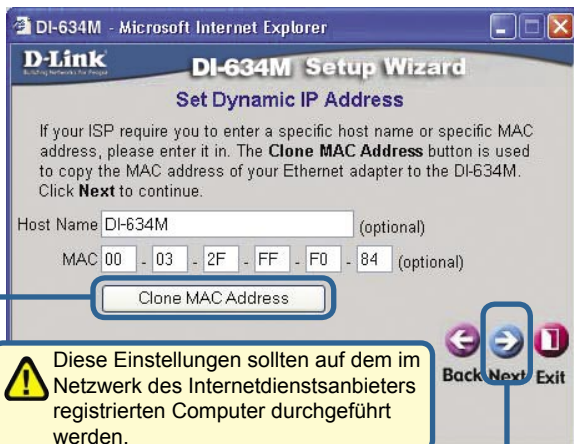 DI-634M - Microsoft Internet Explorer
D-Link
Building Networks for People
DI-634M Setup Wizard
Set Dynamic IP Address
If your ISP require you to enter a specific host name or specific MAC
address, please enter it in. The Clone MAC Address button is used
to copy the MAC address of your Ethernet adapter to the DI-634M.
Click Next to continue.
Host Name DI-634M (optional)
MAC 00 - 03 - 2F - FF - F0 - 84 (optional)
Clone MAC Address
Diese Einstellungen sollten auf dem im
Netzwerk des Internetdienstsanbieters
registrierten Computer durchgeführt
werden.
Back Next Exit